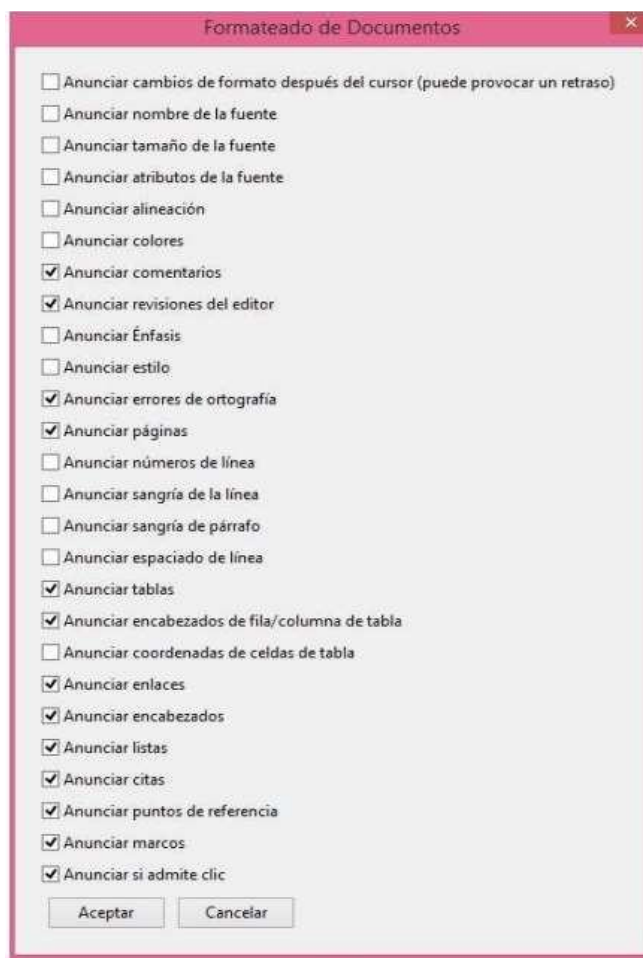 Formateado de Documentos
Anunciar cambios de formato después del cursor (puede provocar un retraso)
Anunciar nombre de la fuente
Anunciar tamaño de la fuente
Anunciar atributos de la fuente
Anunciar alineación
Anunciar colores
Anunciar comentarios
Anunciar revisiones del editor
Anunciar Énfasis
Anunciar estilo
Anunciar errores de ortografía
Anunciar páginas
Anunciar números de línea
Anunciar sangría de la línea
Anunciar sangría de párrafo
Anunciar espaciado de línea
Anunciar tablas
Anunciar encabezados de fila/columna de tabla
Anunciar coordenadas de celdas de tabla
Anunciar enlaces
Anunciar encabezados
Anunciar listas
Anunciar citas
Anunciar puntos de referencia
Anunciar marcos
Anunciar si admite clic
Aceptar Cancelar